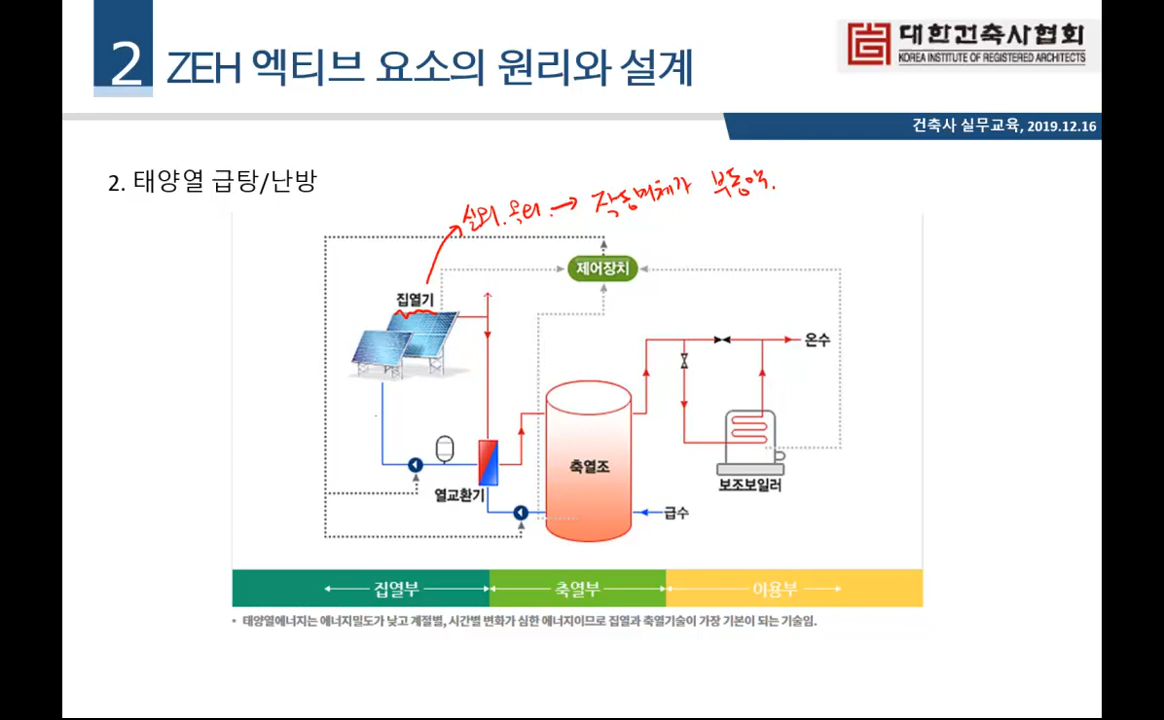 2 ZEH 엑티브 요소의 원리와 설계
대한건축사협회
KOREA INSTITUTE OF REGISTERED ARCHITECTS
건축사 실무교육, 2019.12.16
2. 태양열 급탕/난방
실외. 옥외. → 작동매체가 부동액.
제어장치
집열기
온수
축열조
열교환기
보조보일러
급수
집열부
축열부
이용부
• 태양열에너지는 에너지밀도가 낮고 계절별, 시간별 변화가 심한 에너지이므로 집열과 축열기술이 가장 기본이 되는 기술임.